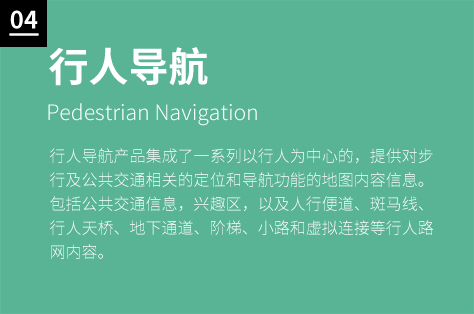 04
行人导航
Pedestrian Navigation
行人导航产品集成了一系列以行人为中心的，提供对步
行及公共交通相关的定位和导航功能的地图内容信息。
包括公共交通信息，兴趣区，以及人行便道、斑马线、
行人天桥、地下通道、阶梯、小路和虚拟连接等行人路
网内容。